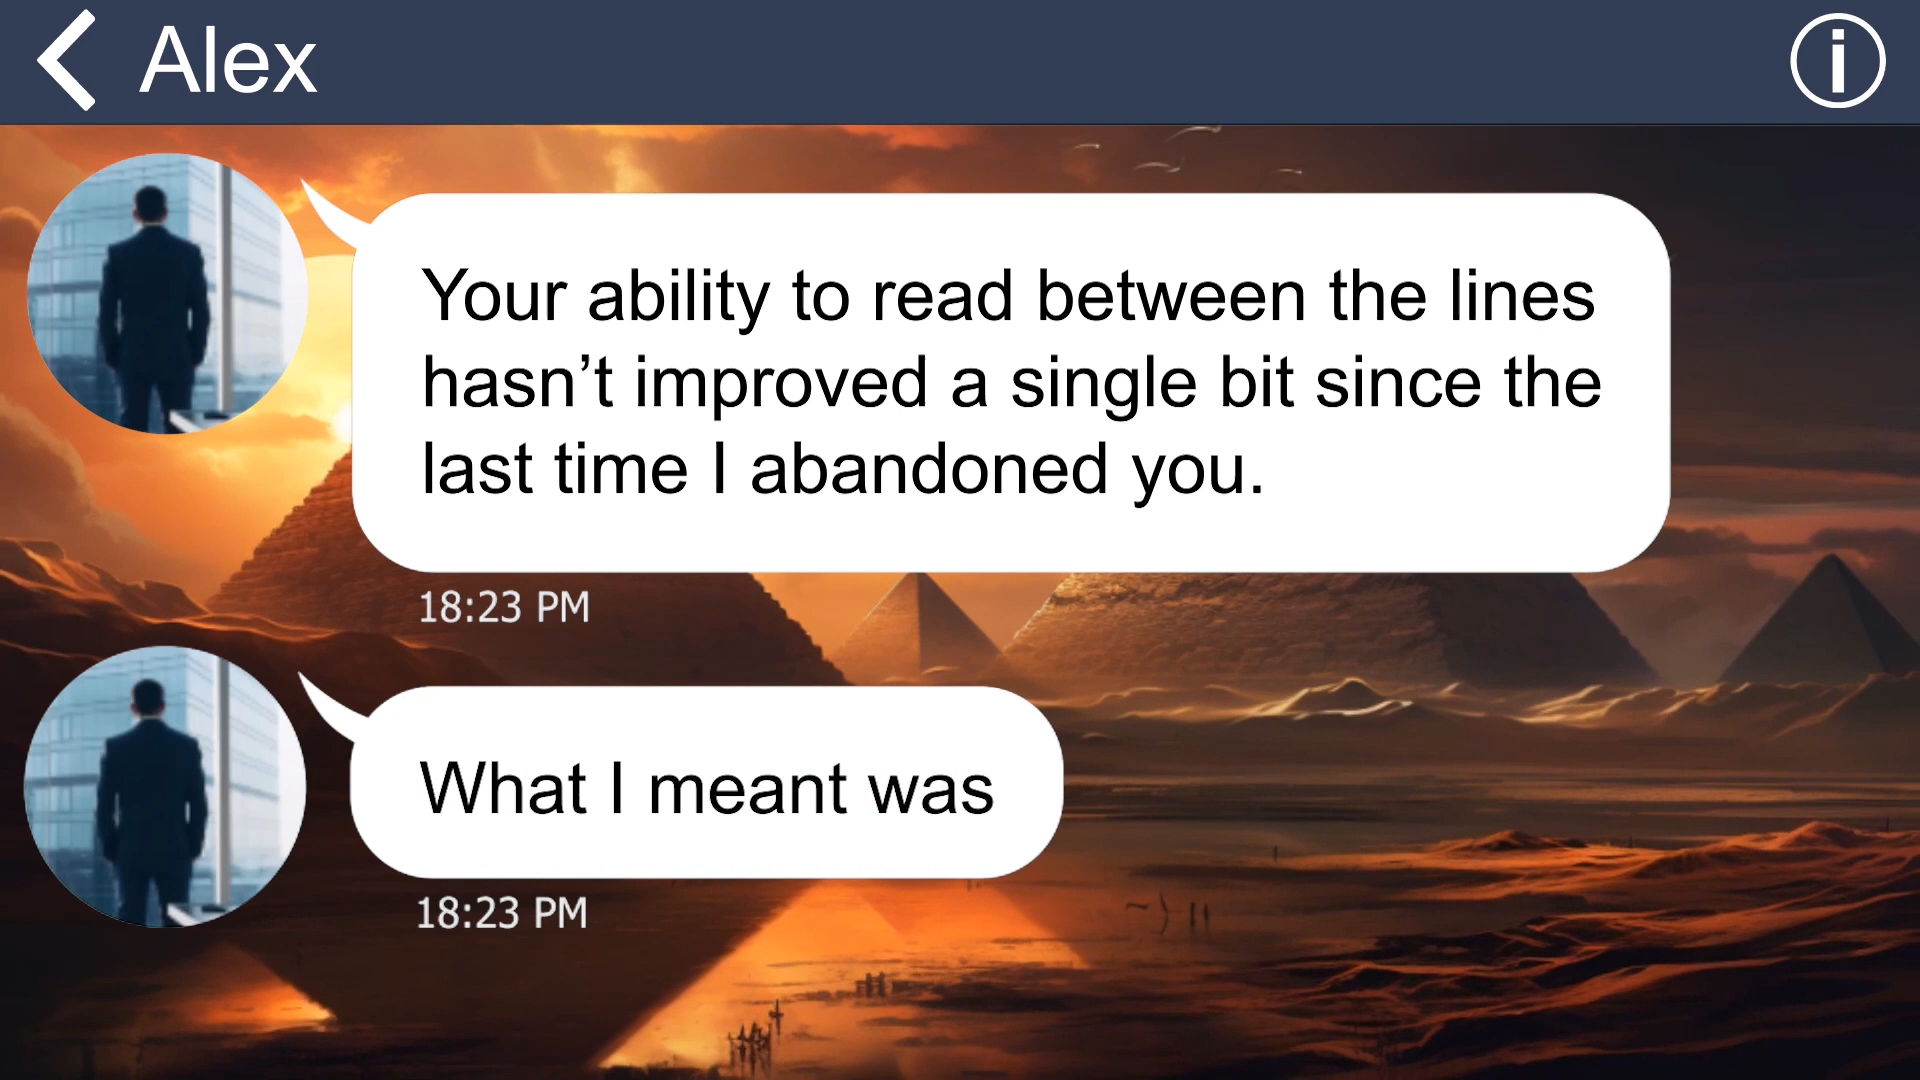 Alex
Your ability to read between the lines
hasn’t improved a single bit since the
last time I abandoned you.
18:23 PM
What I meant was
18:23 PM